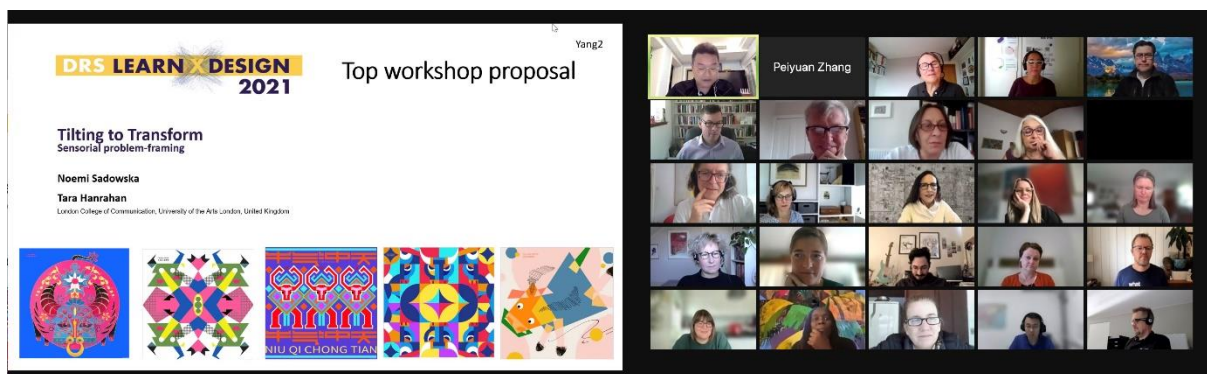 Yang2
DRS LEARN X DESIGN
2021
Top workshop proposal
Tilting to Transform
Sensorial problem-framing
Noemi Sadowska
Tara Hanrahan
London College of Communication, University of the Arts London, United Kingdom
NIU QI CHONG TIAN
Peiyuan Zhang